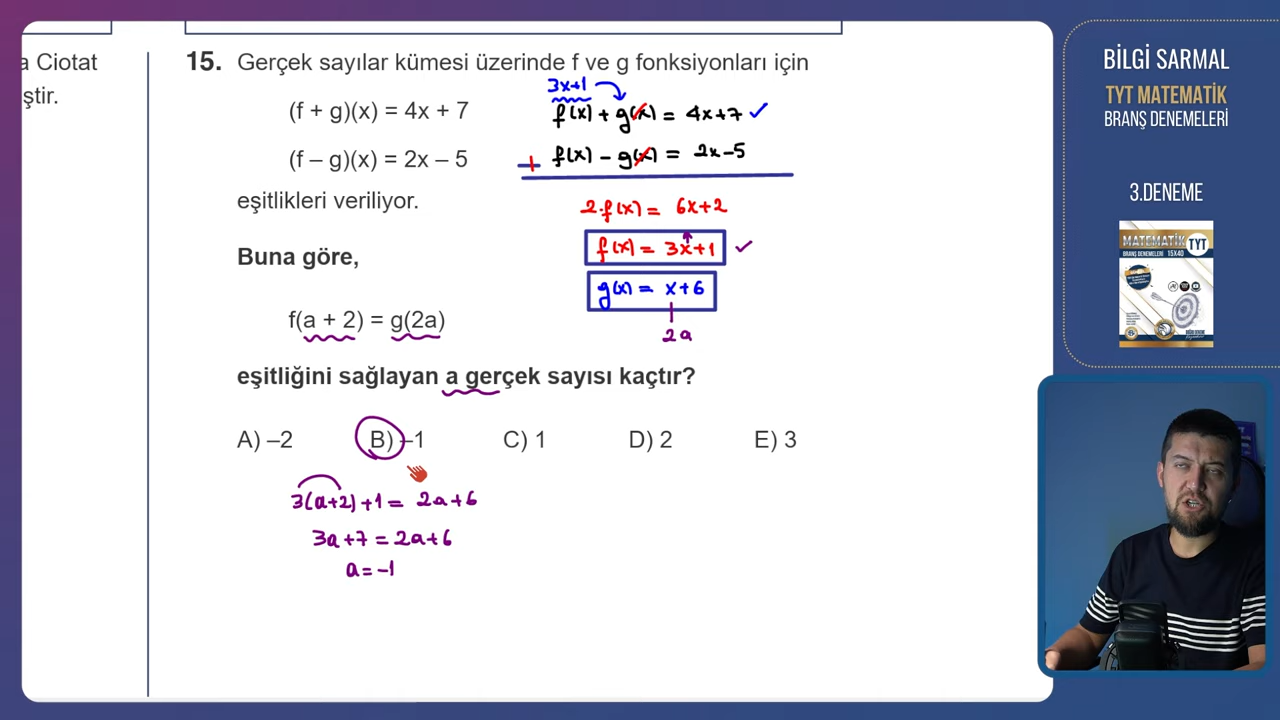 a Ciotat
ştir.
15. Gerçek sayılar kümesi üzerinde f ve g fonksiyonları için
(f + g)(x) = 4x + 7
(f – g)(x) = 2x – 5
eşitlikleri veriliyor.
Buna göre,
f(a + 2) = g(2a)
eşitliğini sağlayan a gerçek sayısı kaçtır?
A) –2 B) –1 C) 1 D) 2 E) 3
3x+1
f(x) + g(x) = 4x+7 ✓
+ f(x) – g(x) = 2x–5
2·f(x) = 6x+2
f(x) = 3x+1 ✓
g(x) = x+6
2a
3(a+2)+1 = 2a+6
3a+7 = 2a+6
a = –1
BİLGİ SARMAL
TYT MATEMATİK
BRANŞ DENEMELERİ
3.DENEME
MATEMATİK TYT
BRANŞ DENEMELERİ 15X40